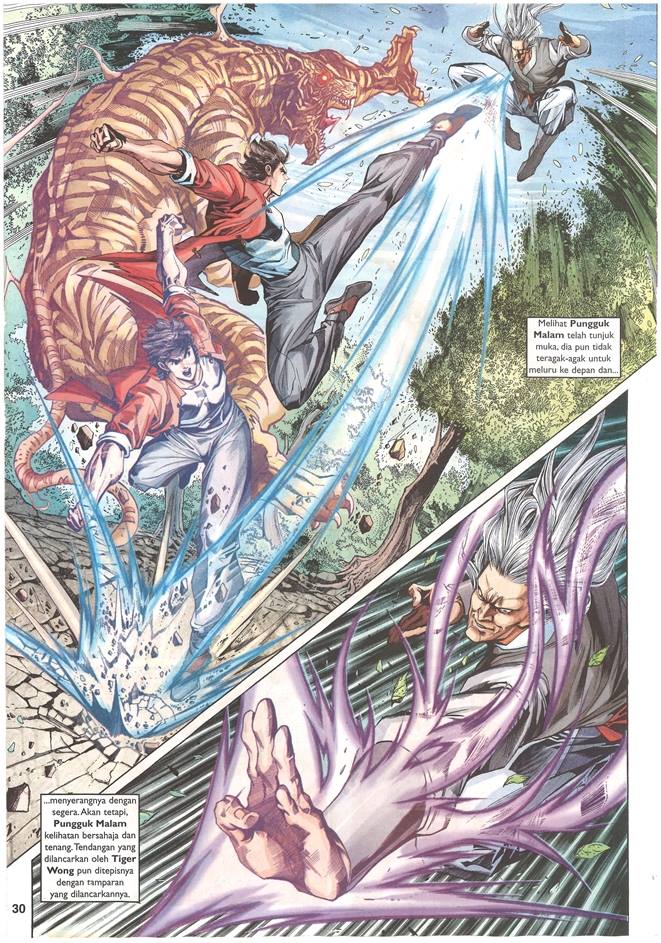 Melihat Pungguk
Malam telah tunjuk
muka, dia pun tidak
teragak-agak untuk
meluru ke depan dan...
...menyerangnya dengan
segera. Akan tetapi,
Pungguk Malam
kelihatan bersahaja dan
tenang. Tendangan yang
dilancarkan oleh Tiger
Wong pun ditepisnya
dengan tamparan
yang dilancarkannya.
30